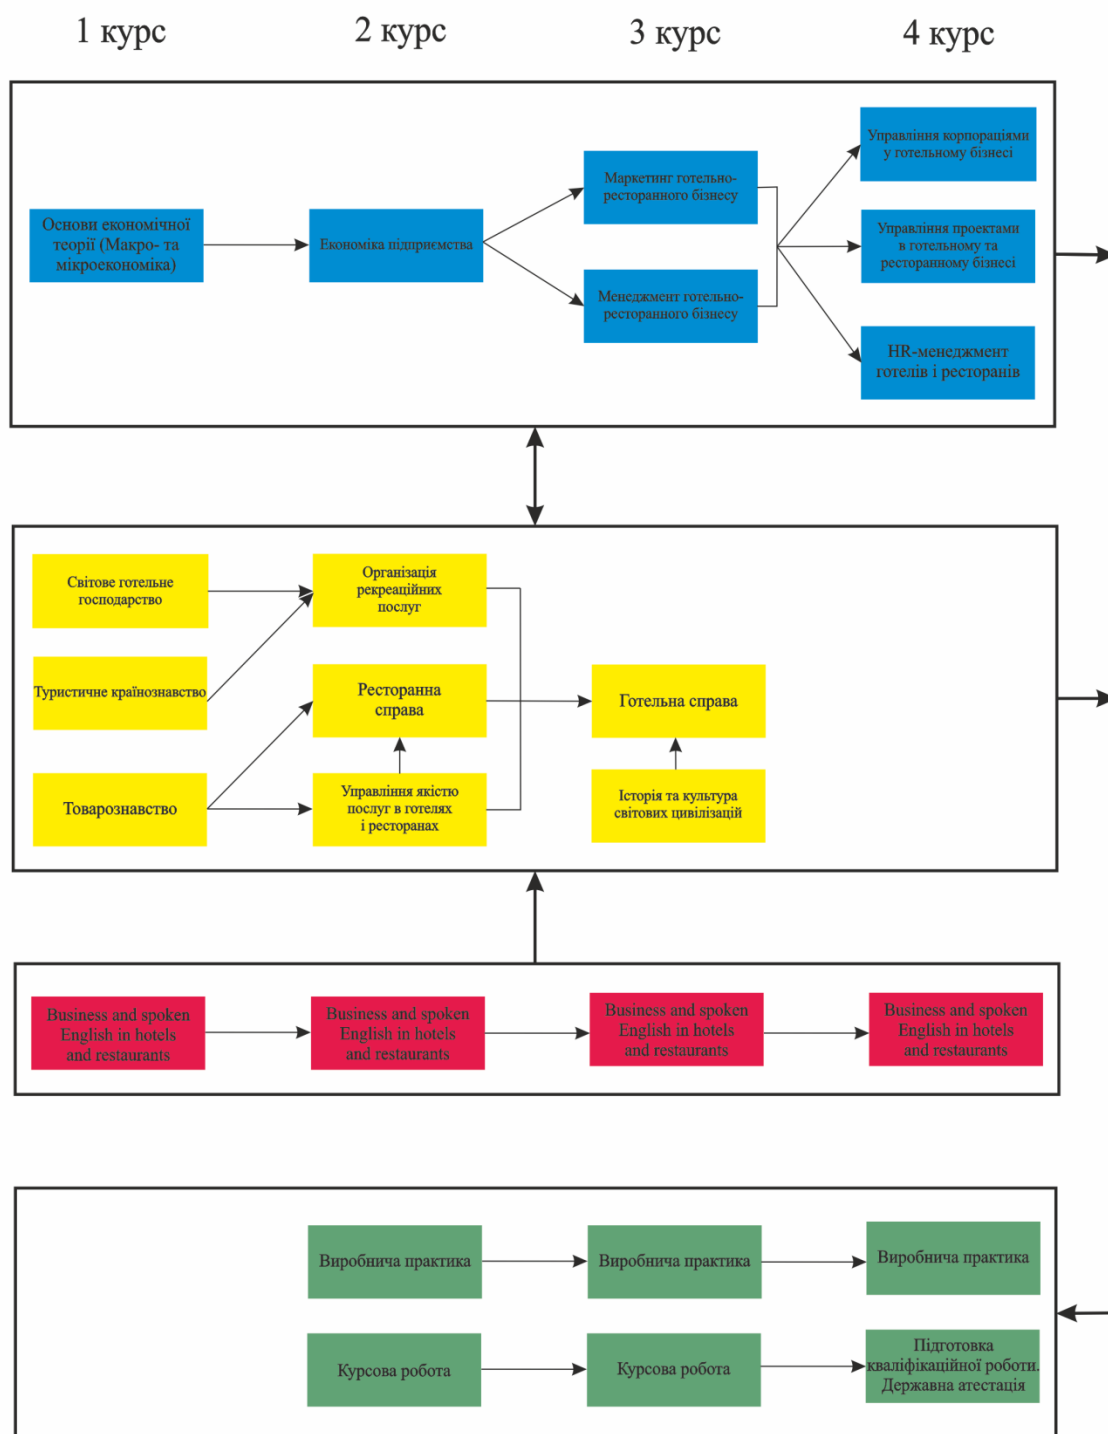 1 курс
2 курс
3 курс
4 курс
Основи економічної
теорії (Макро- та
мікроекономіка)
Економіка підприємства
Маркетинг готельно-
ресторанного бізнесу
Менеджмент готельно-
ресторанного бізнесу
Управління корпораціями
у готельному бізнесі
Управління проектами
в готельному та
ресторанному бізнесі
HR-менеджмент
готелів і ресторанів
Світове готельне
господарство
Туристичне країнознавство
Товарознавство
Організація
рекреаційних
послуг
Ресторанна
справа
Управління якістю
послуг в готелях
і ресторанах
Готельна справа
Історія та культура
світових цивілізацій
Business and spoken
English in hotels
and restaurants
Business and spoken
English in hotels
and restaurants
Business and spoken
English in hotels
and restaurants
Business and spoken
English in hotels
and restaurants
Виробнича практика
Виробнича практика
Виробнича практика
Курсова робота
Курсова робота
Підготовка
кваліфікаційної роботи.
Державна атестація